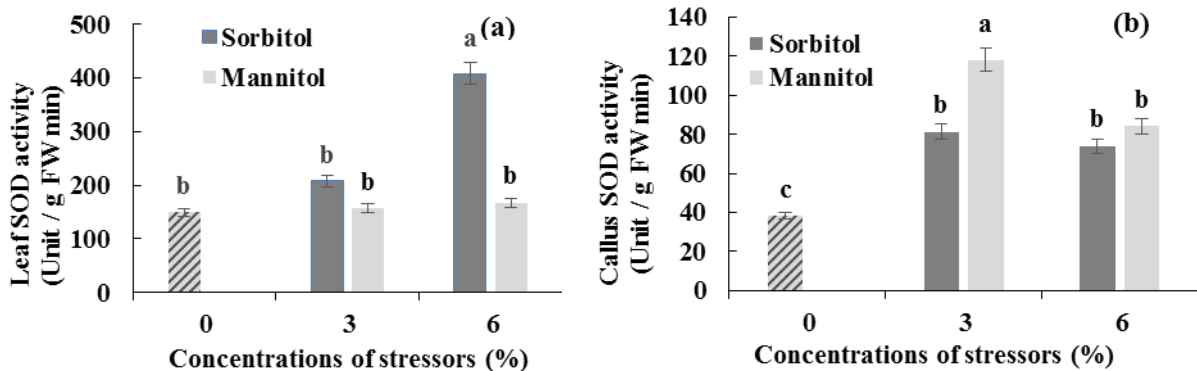 (a)
Sorbitol
Mannitol
Leaf SOD activity
(Unit / g FW min)
500
400
300
200
100
0
b
b
b
a
b
0 3 6
Concentrations of stressors (%)
(b)
Sorbitol
Mannitol
Callus SOD activity
(Unit / g FW min)
140
120
100
80
60
40
20
0
c
b
a
b
b
0 3 6
Concentrations of stressors (%)